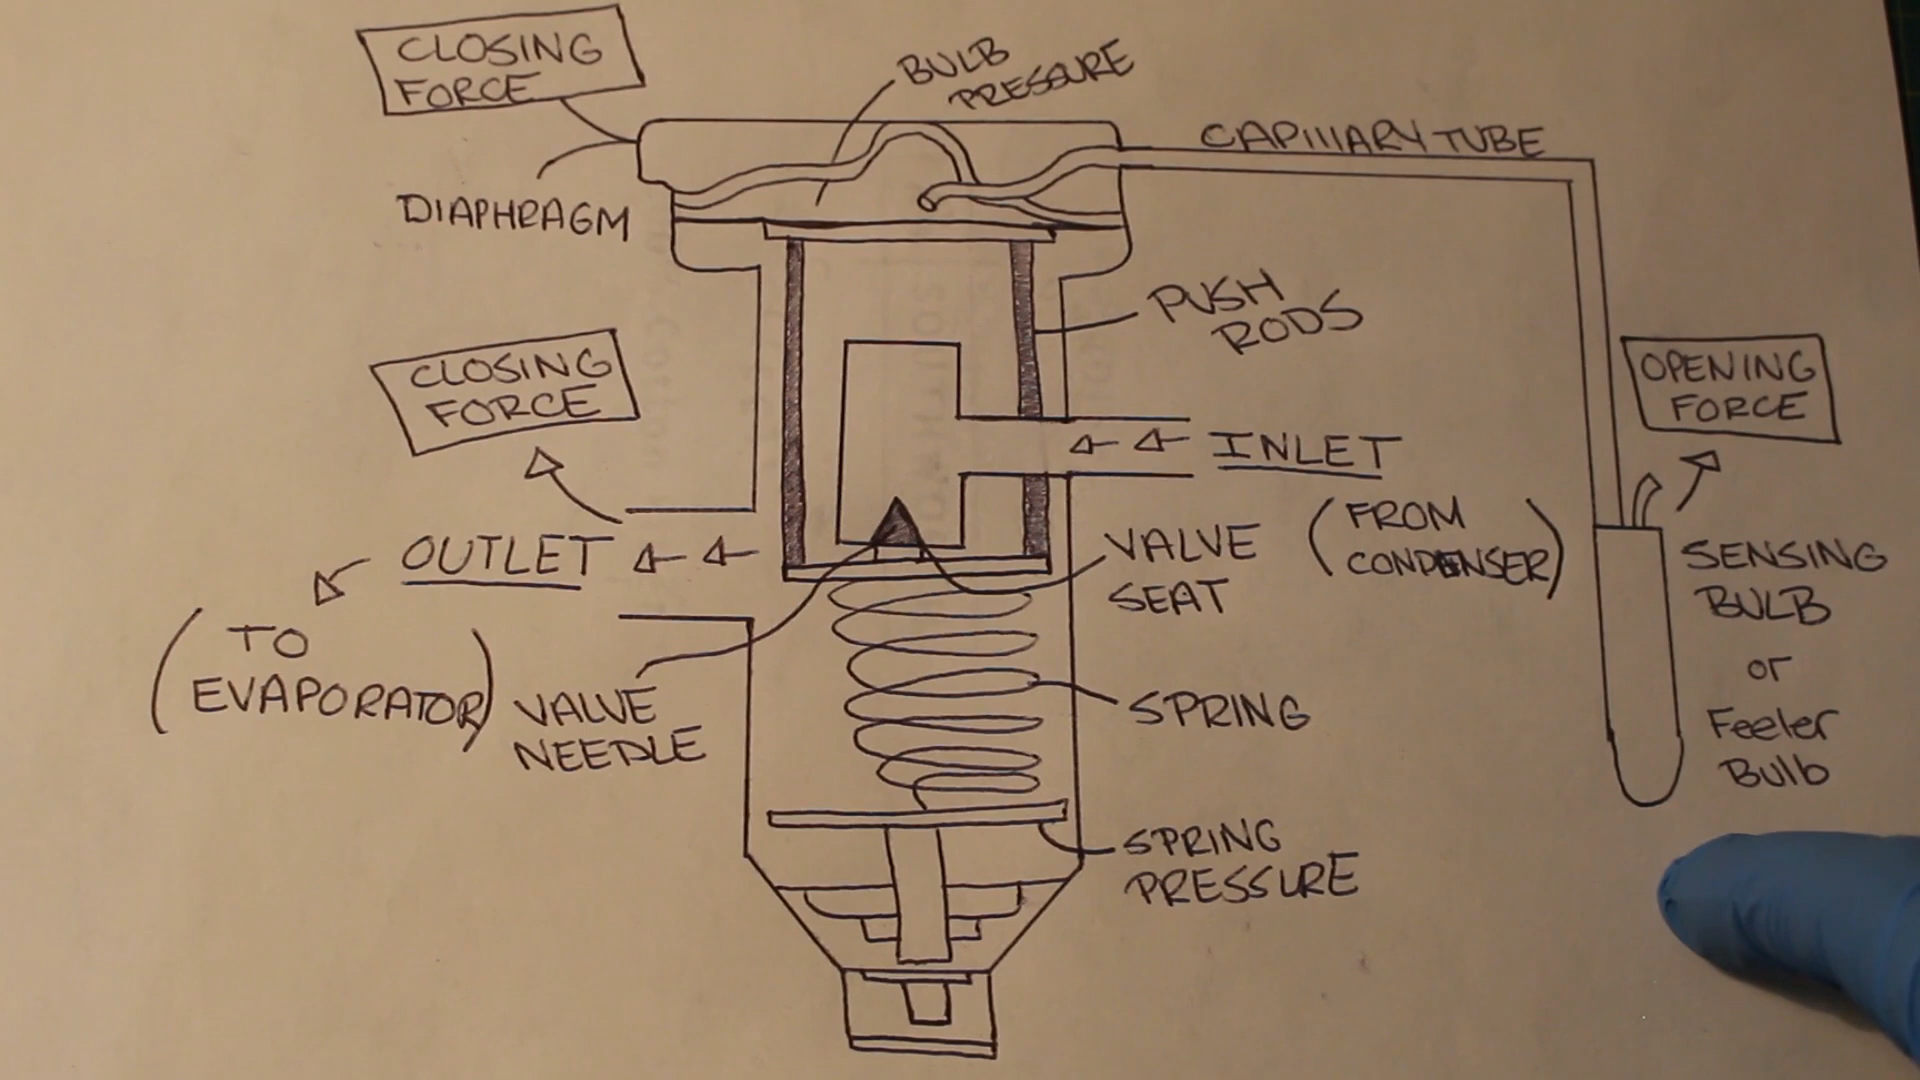 CLOSING
FORCE
BULB
PRESSURE
CAPIllARY TUBE
DIAPHRAGM
PUSH
RODS
CLOSING
FORCE
OPENING
FORCE
INLET
(FROM
CONDENSER)
OUTLET
(TO
EVAPORATOR)
VALVE
SEAT
SENSING
BULB
or
Feeler
Bulb
VALVE
NEEDLE
SPRING
SPRING
PRESSURE